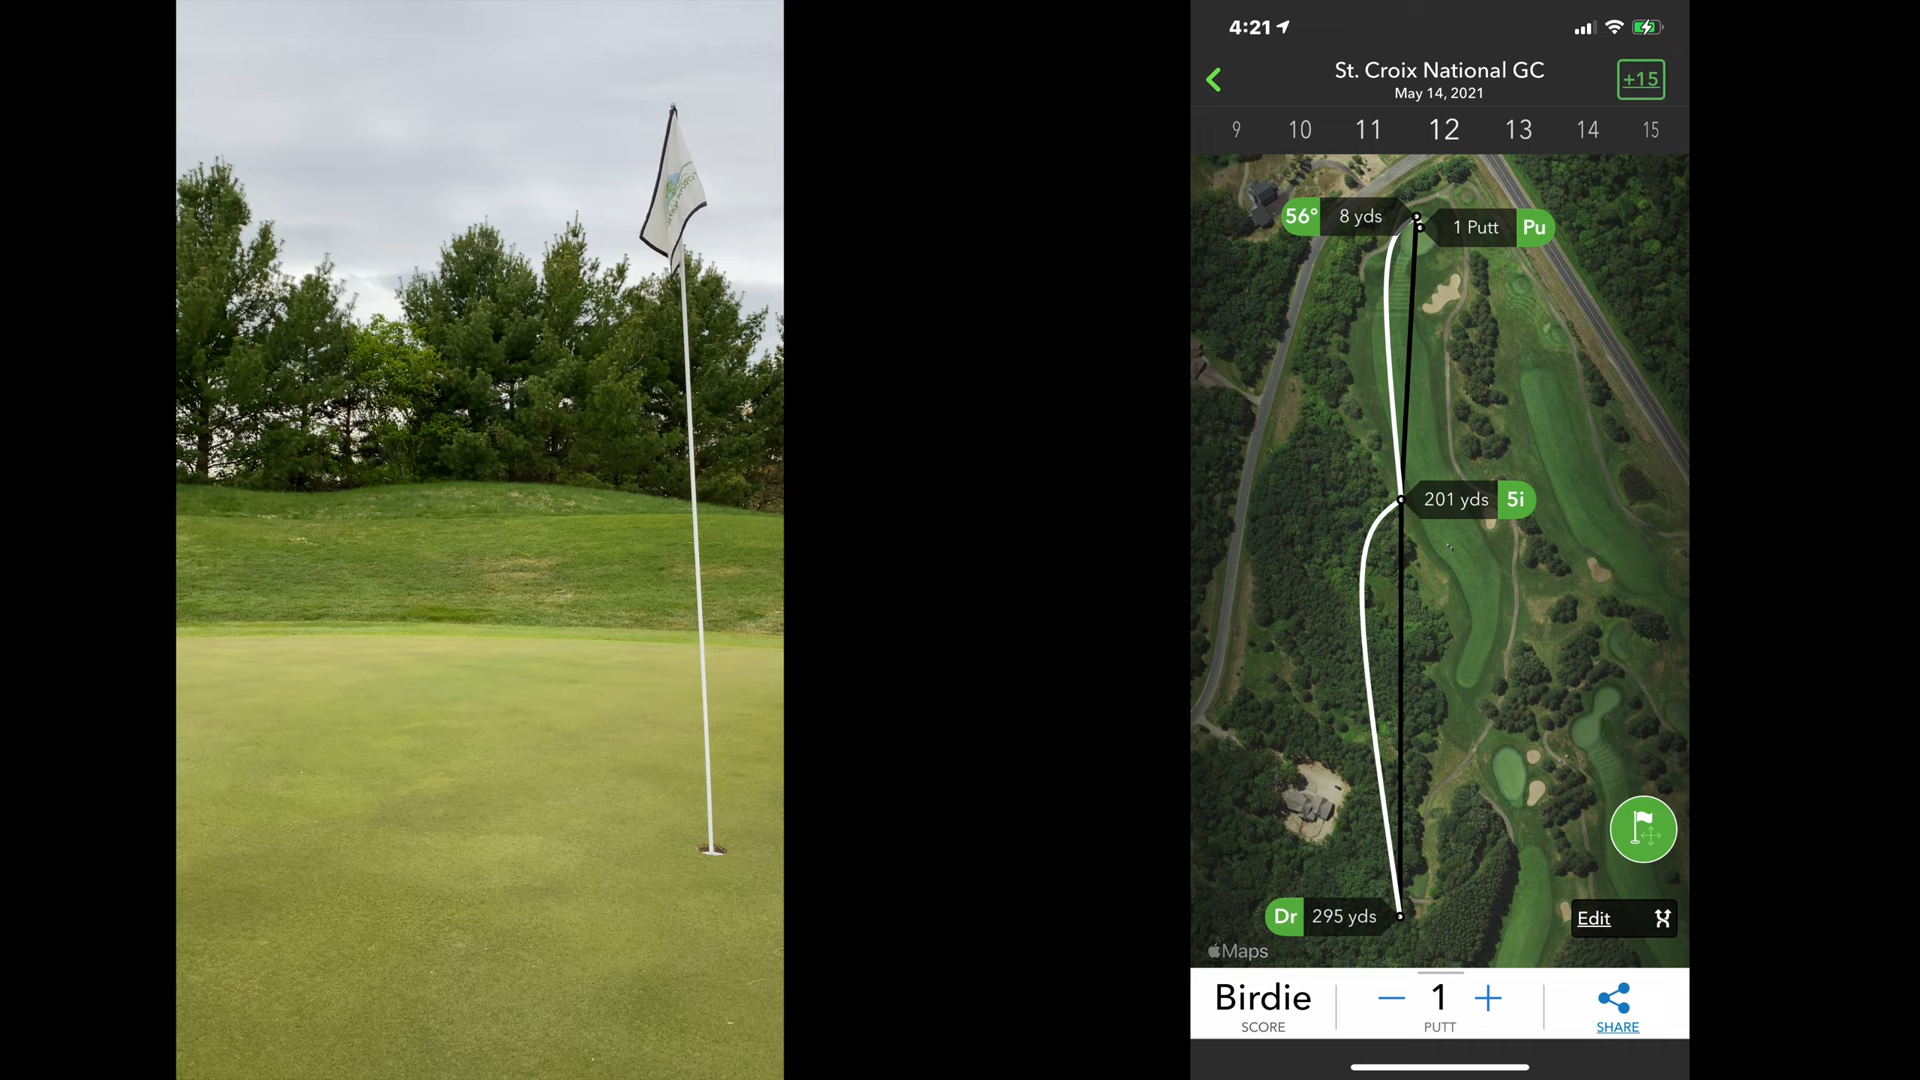 4:21
St. Croix National GC
May 14, 2021
+15
9 10 11 12 13 14 15
56° 8 yds
1 Putt Pu
201 yds 5i
Dr 295 yds
Edit
Maps
Birdie
SCORE
1
PUTT
SHARE